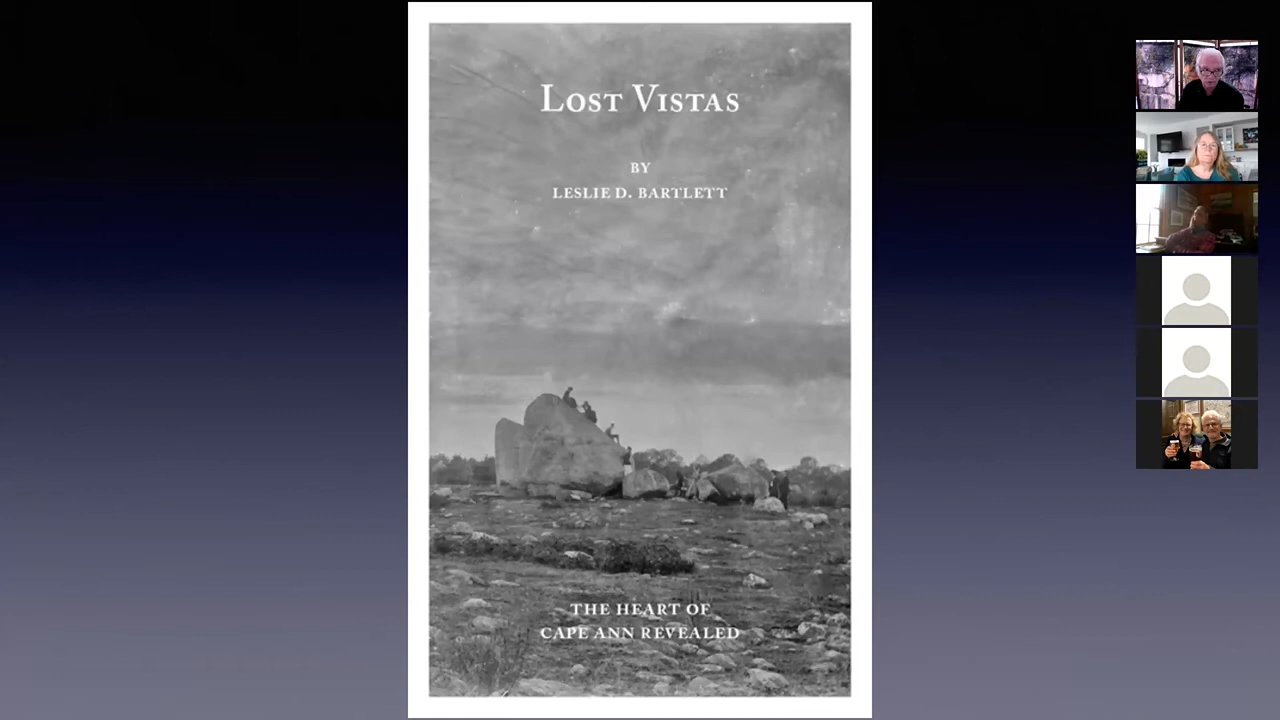 LOST VISTAS
BY
LESLIE D. BARTLETT
THE HEART OF
CAPE ANN REVEALED